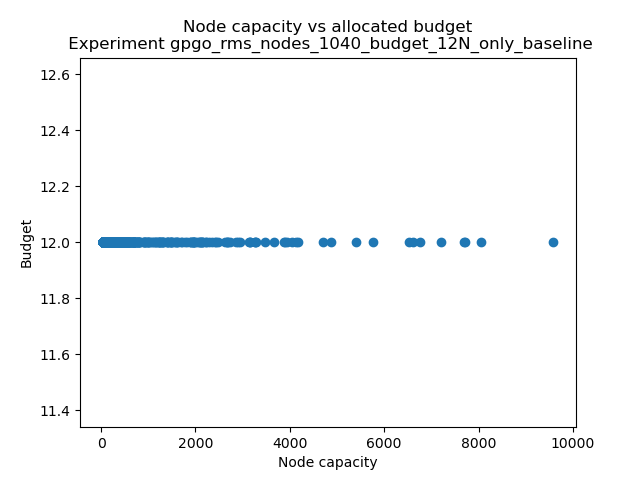 Node capacity vs allocated budget
Experiment gpgo_rms_nodes_1040_budget_12N_only_baseline
12.6
12.4
12.2
12.0
11.8
11.6
11.4
Budget
0 2000 4000 6000 8000 10000
Node capacity